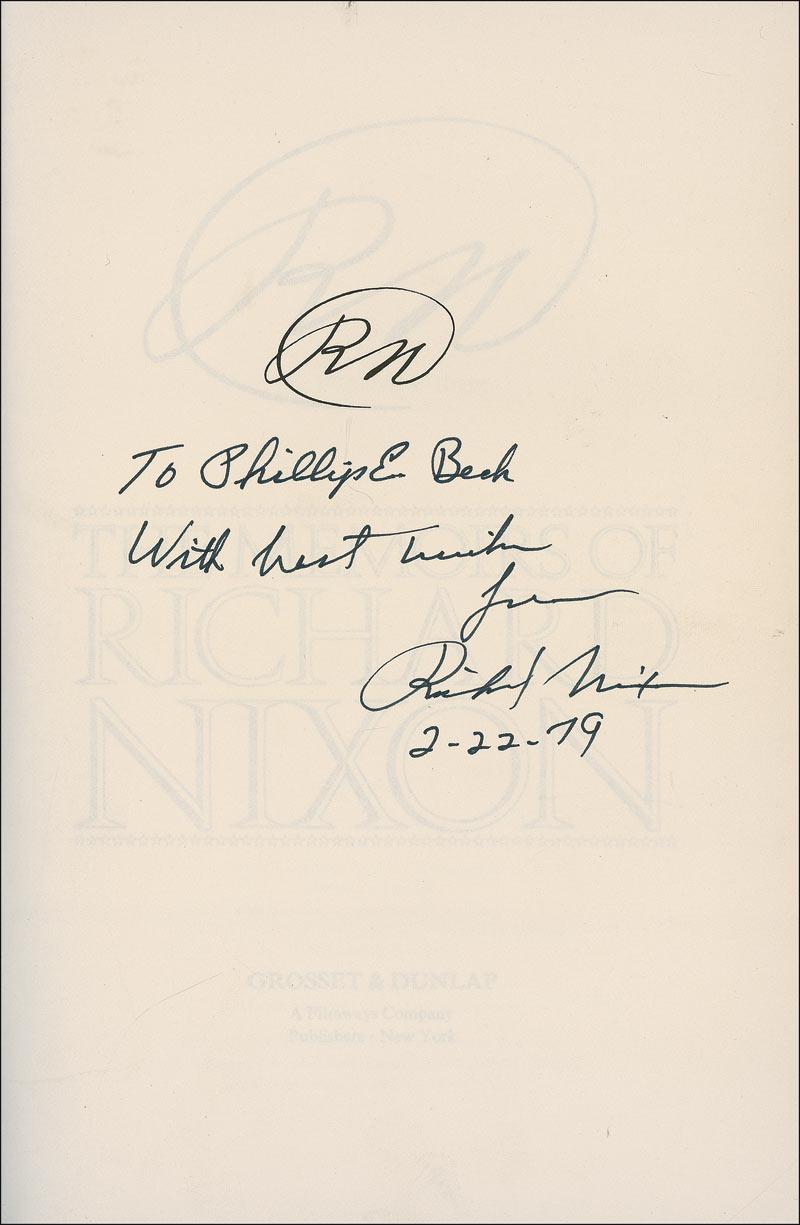 RN
RN
To Phillip E. Beck
With best wishes
from
Richard Nixon
2-22-79
THE MEMOIRS OF
RICHARD
NIXON
GROSSET & DUNLAP
A Filmways Company
Publishers · New York